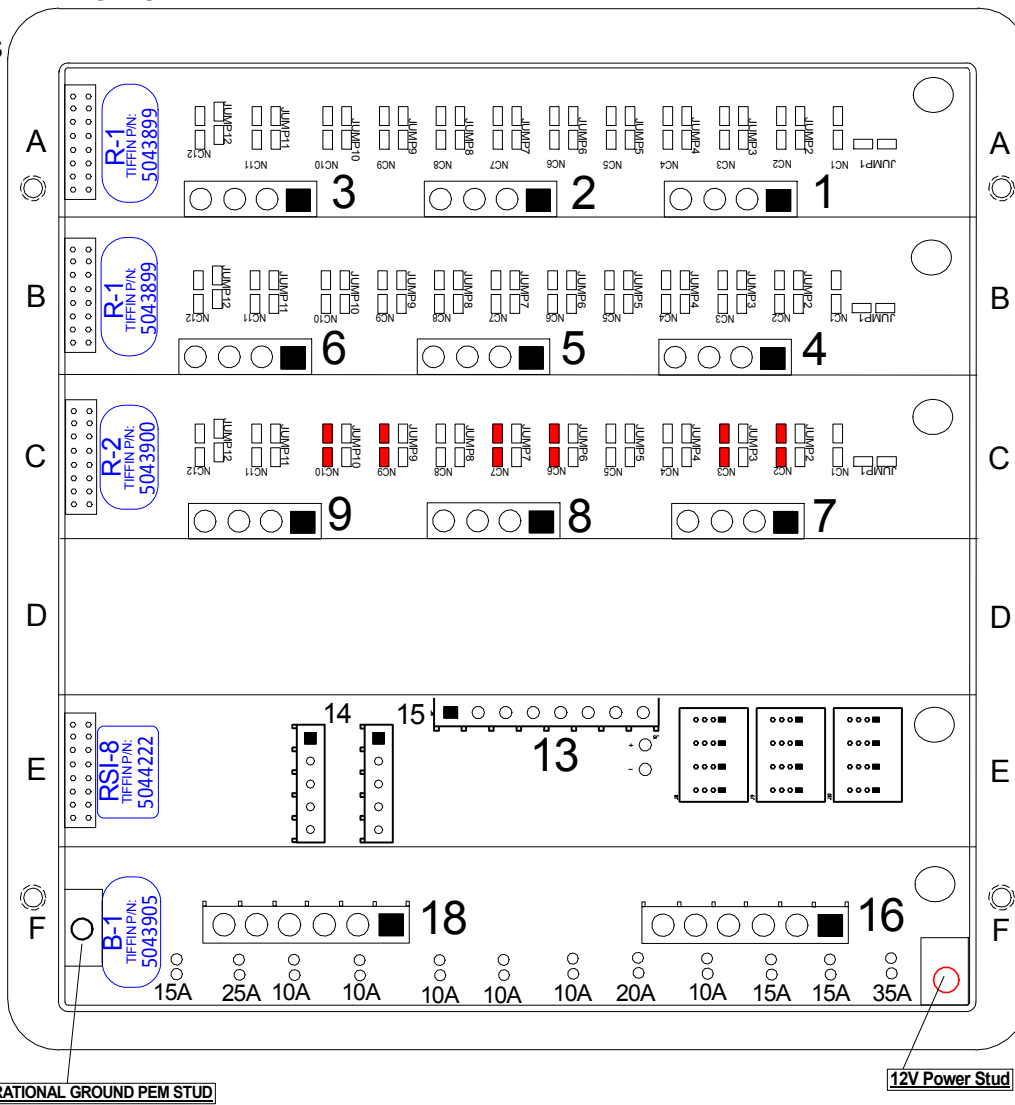 S
A
R-1
TIFFIN P/N:
5043899
NC12 JUMP12 NC11 JUMP11 NC10 JUMP10 NC9 JUMP9 NC8 JUMP8 NC7 JUMP7 NC6 JUMP6 NC5 JUMP5 NC4 JUMP4 NC3 JUMP3 NC2 JUMP2 NC1 JUMP1
A
3 2 1
B
R-1
TIFFIN P/N:
5043899
NC12 JUMP12 NC11 JUMP11 NC10 JUMP10 NC9 JUMP9 NC8 JUMP8 NC7 JUMP7 NC6 JUMP6 NC5 JUMP5 NC4 JUMP4 NC3 JUMP3 NC2 JUMP2 NC1 JUMP1
B
6 5 4
C
R-2
TIFFIN P/N:
5043900
NC12 JUMP12 NC11 JUMP11 NC10 JUMP10 NC9 JUMP9 NC8 JUMP8 NC7 JUMP7 NC6 JUMP6 NC5 JUMP5 NC4 JUMP4 NC3 JUMP3 NC2 JUMP2 NC1 JUMP1
C
9 8 7
D D
E
RSI-8
TIFFIN P/N:
5044222
14 15 13
+
-
E
F
B-1
TIFFIN P/N:
5043905
18 16
F
15A 25A 10A 10A 10A 10A 10A 20A 10A 15A 15A 35A
RATIONAL GROUND PEM STUD
12V Power Stud